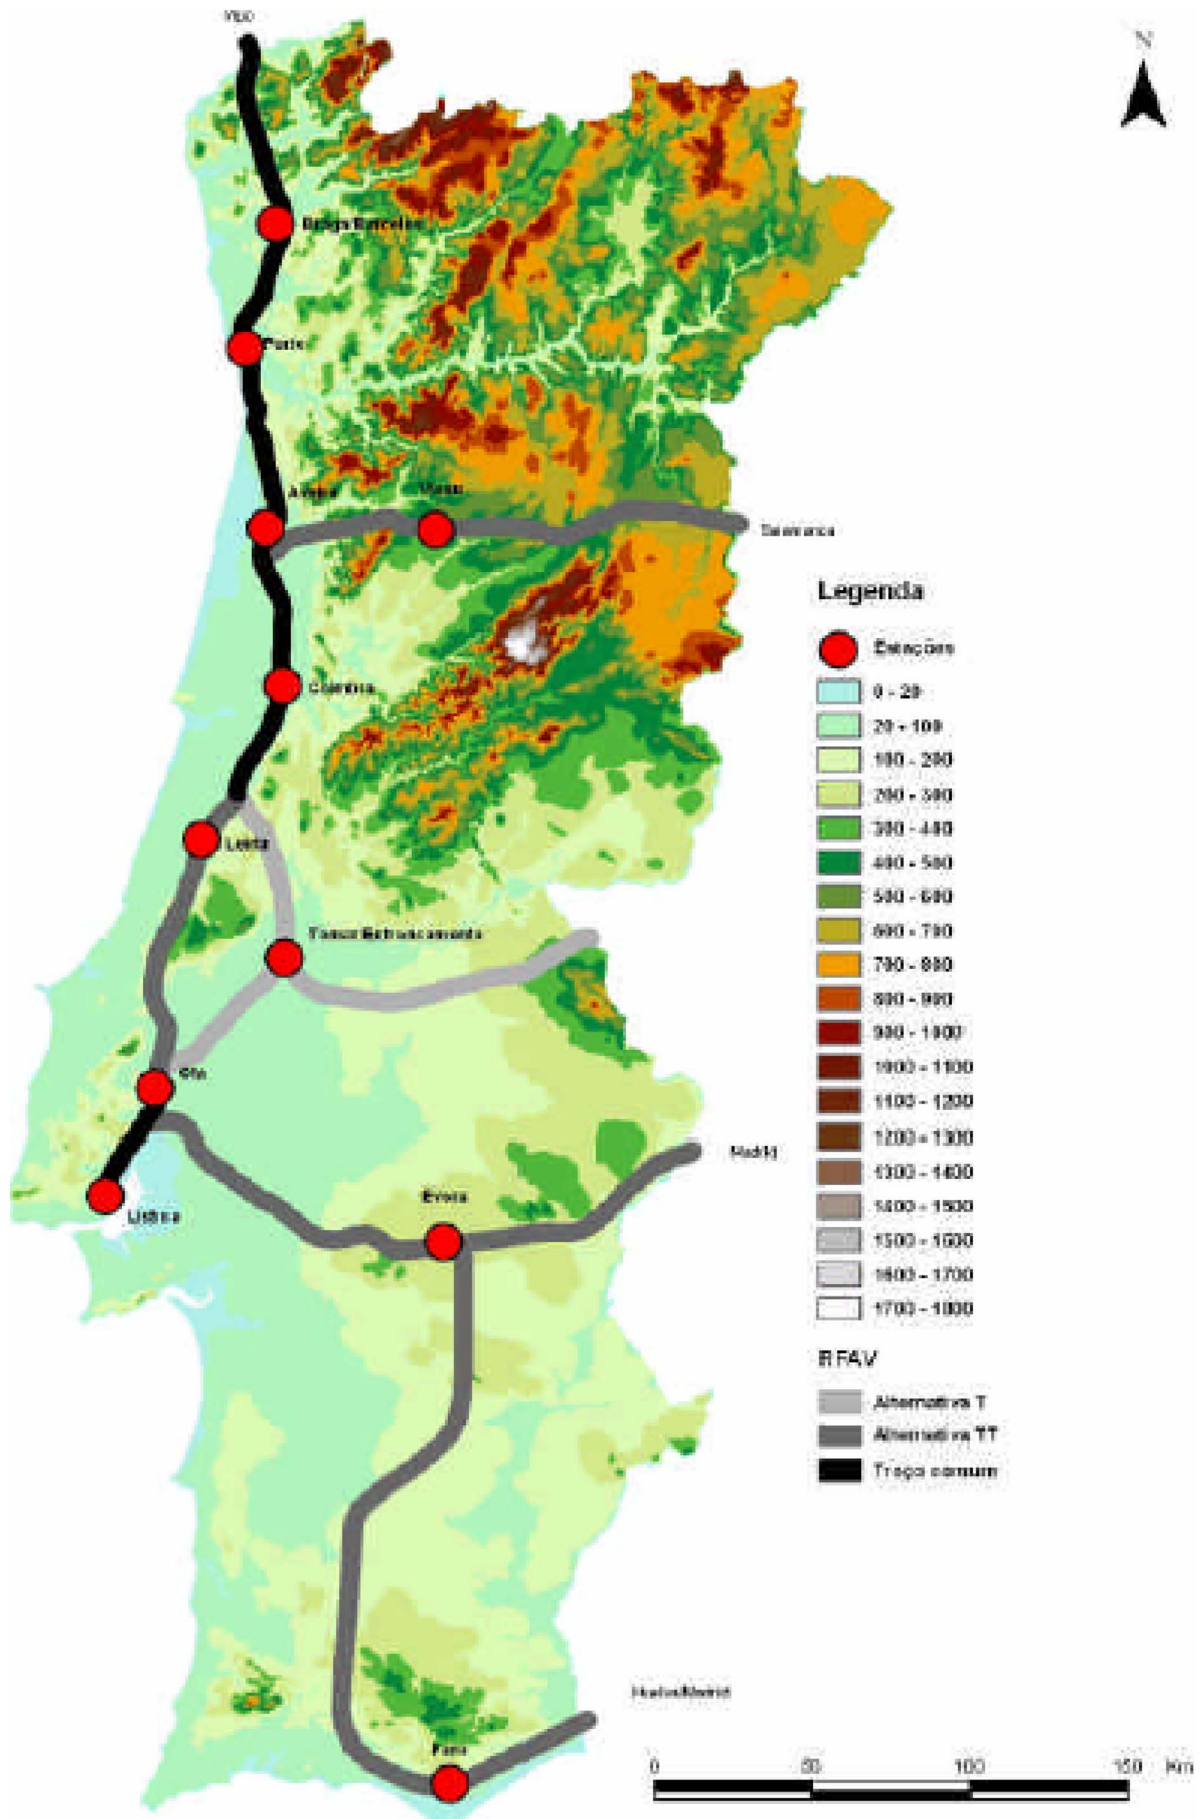 Vigo
N
Braga/Barcelos
Porto
Aveiro
Viseu
Salamanca
Coimbra
Leiria
Tomar/Entroncamento
Ota
Madrid
Évora
Lisboa
Huelva/Madrid
Faro
Legenda
Estações
0 - 20
20 - 100
100 - 200
200 - 300
300 - 400
400 - 500
500 - 600
600 - 700
700 - 800
800 - 900
900 - 1000
1000 - 1100
1100 - 1200
1200 - 1300
1300 - 1400
1400 - 1500
1500 - 1600
1600 - 1700
1700 - 1800
RFAV
Alternativa T
Alternativa TT
Troço comum
0 50 100 150 Km